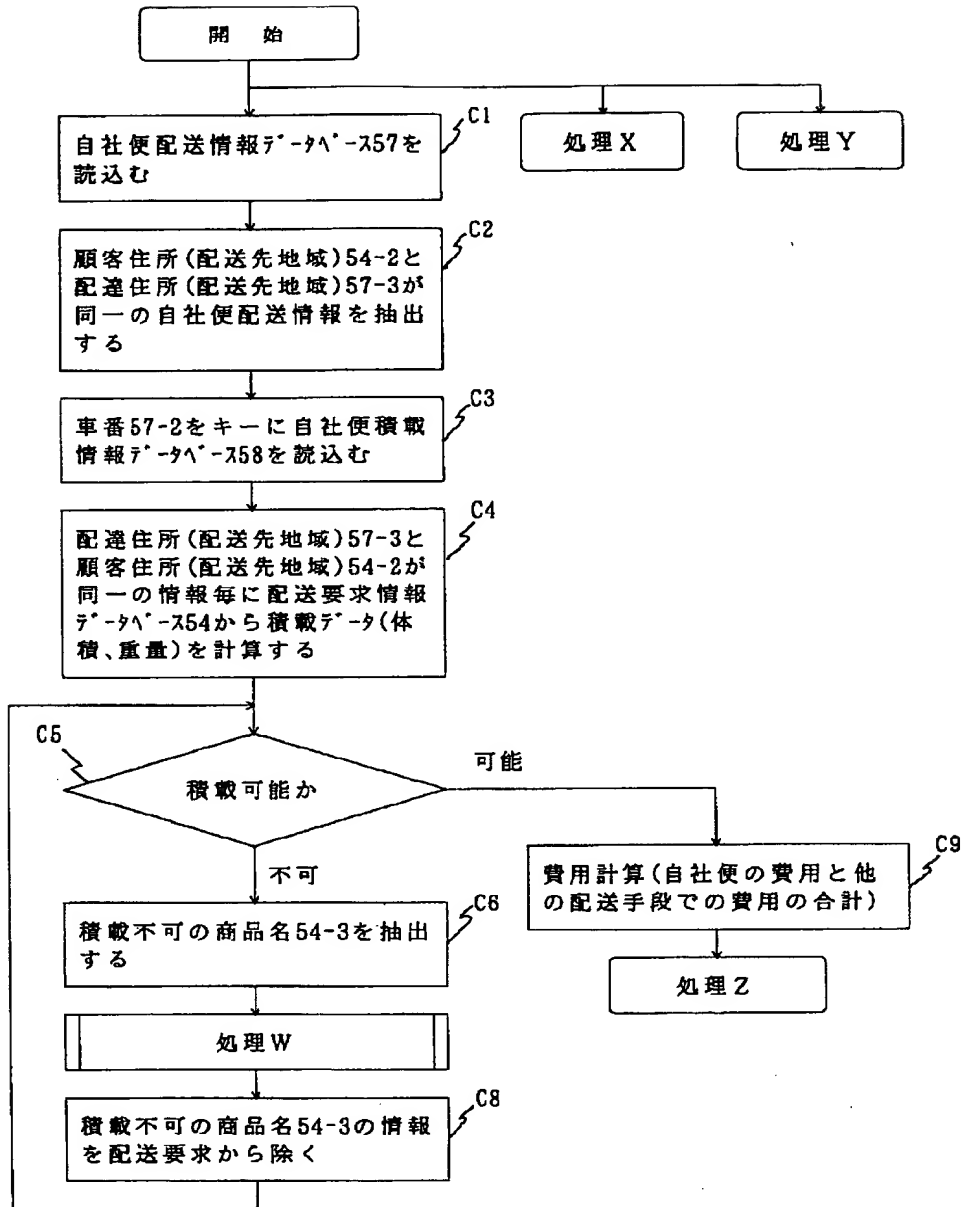 開 始
C1
自社便配送情報ﾃﾞｰﾀﾍﾞｰｽ57を
読込む
処理X
処理Y
C2
顧客住所(配送先地域)54-2と
配達住所(配送先地域)57-3が
同一の自社便配送情報を抽出
する
C3
車番57-2をキーに自社便積載
情報ﾃﾞｰﾀﾍﾞｰｽ58を読込む
C4
配達住所(配送先地域)57-3と
顧客住所(配送先地域)54-2が
同一の情報毎に配送要求情報
ﾃﾞｰﾀﾍﾞｰｽ54から積載データ(体
積、重量)を計算する
C5
積載可能か
可能
不可
C9
費用計算(自社便の費用と他
の配送手段での費用の合計)
処理Z
C6
積載不可の商品名54-3を抽出
する
処理W
C8
積載不可の商品名54-3の情報
を配送要求から除く